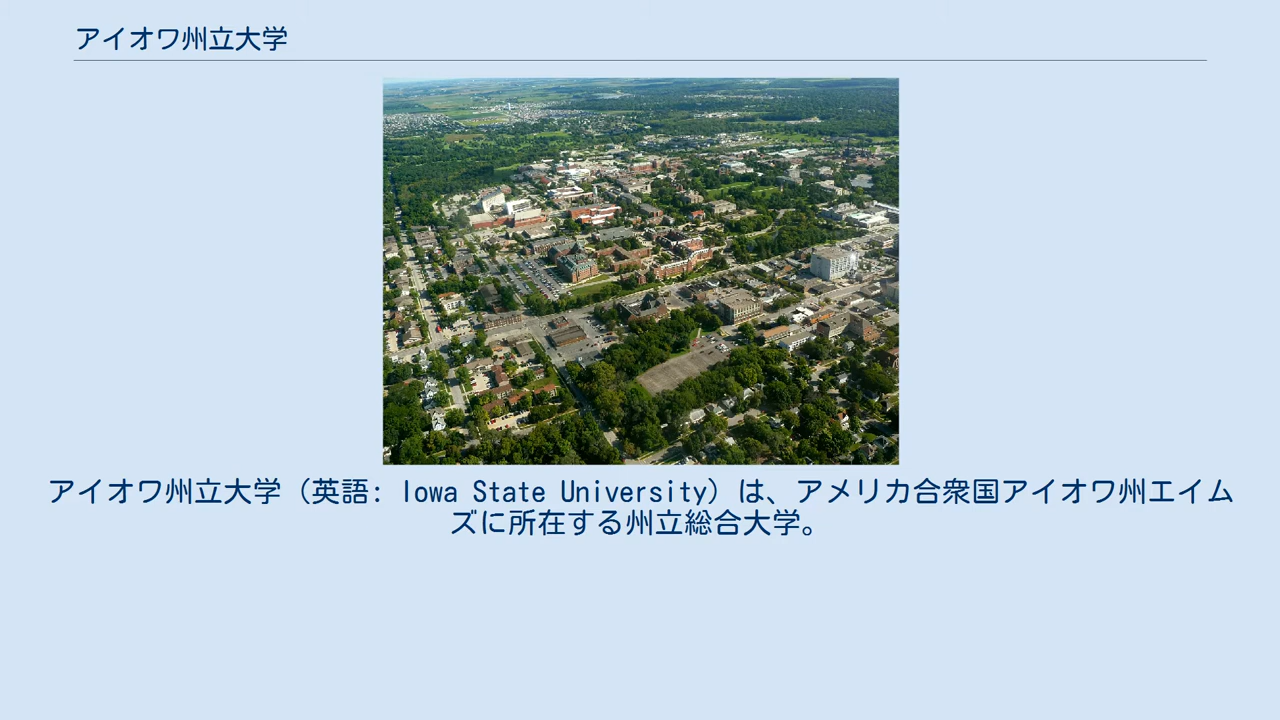 アイオワ州立大学
アイオワ州立大学（英語: Iowa State University）は、アメリカ合衆国アイオワ州エイム
ズに所在する州立総合大学。